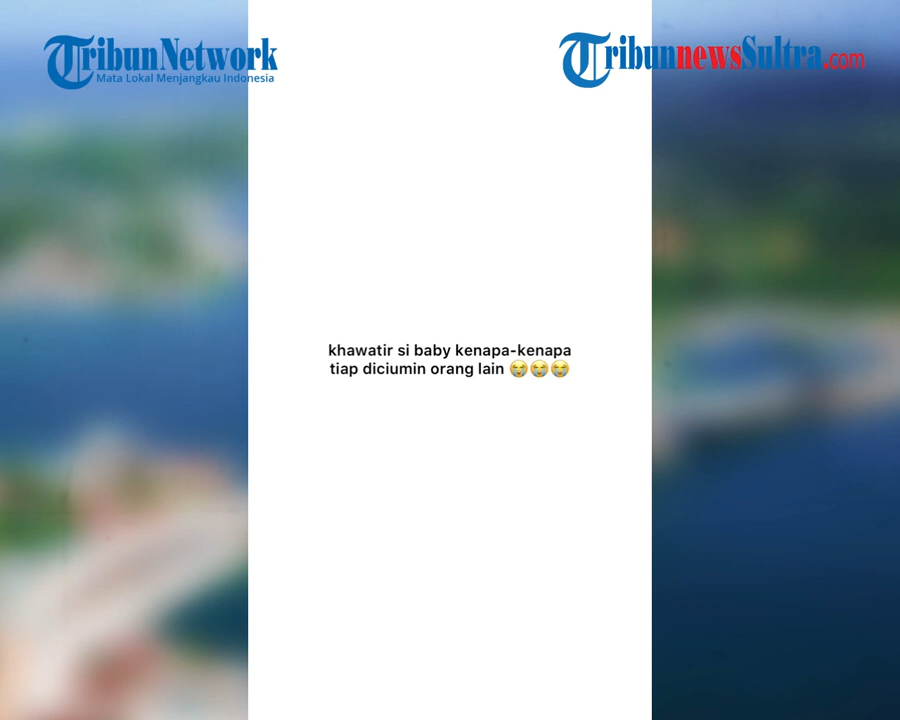 TribunNetwork
Mata Lokal Menjangkau Indonesia
TribunnewsSultra.com
khawatir si baby kenapa-kenapa
tiap diciumin orang lain 😭😭😭